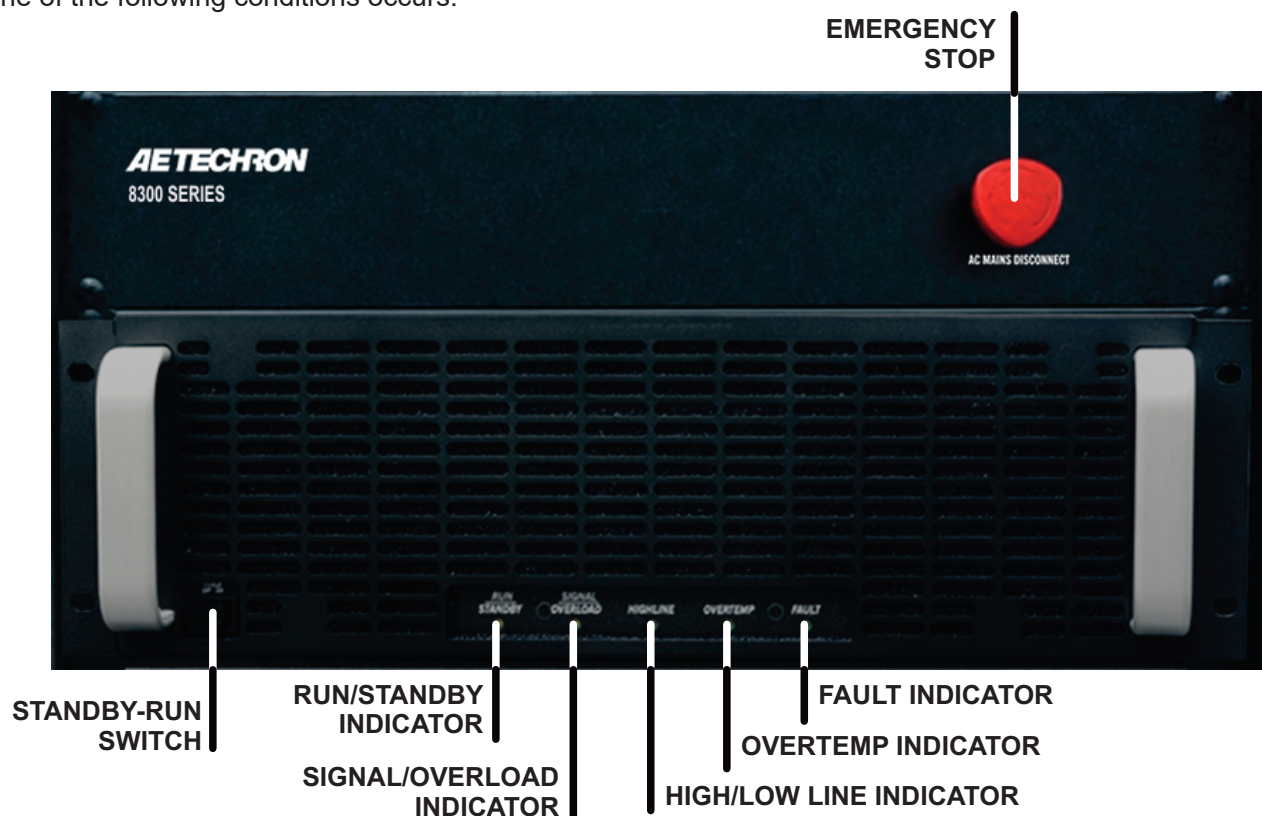 ne of the following conditions occurs:
EMERGENCY
STOP
AETECHRON
8300 SERIES
AC MAINS DISCONNECT
RUN
STANDBY
SIGNAL
OVERLOAD
HIGHLINE
OVERTEMP
FAULT
STANDBY-RUN
SWITCH
RUN/STANDBY
INDICATOR
SIGNAL/OVERLOAD
INDICATOR
FAULT INDICATOR
OVERTEMP INDICATOR
HIGH/LOW LINE INDICATOR